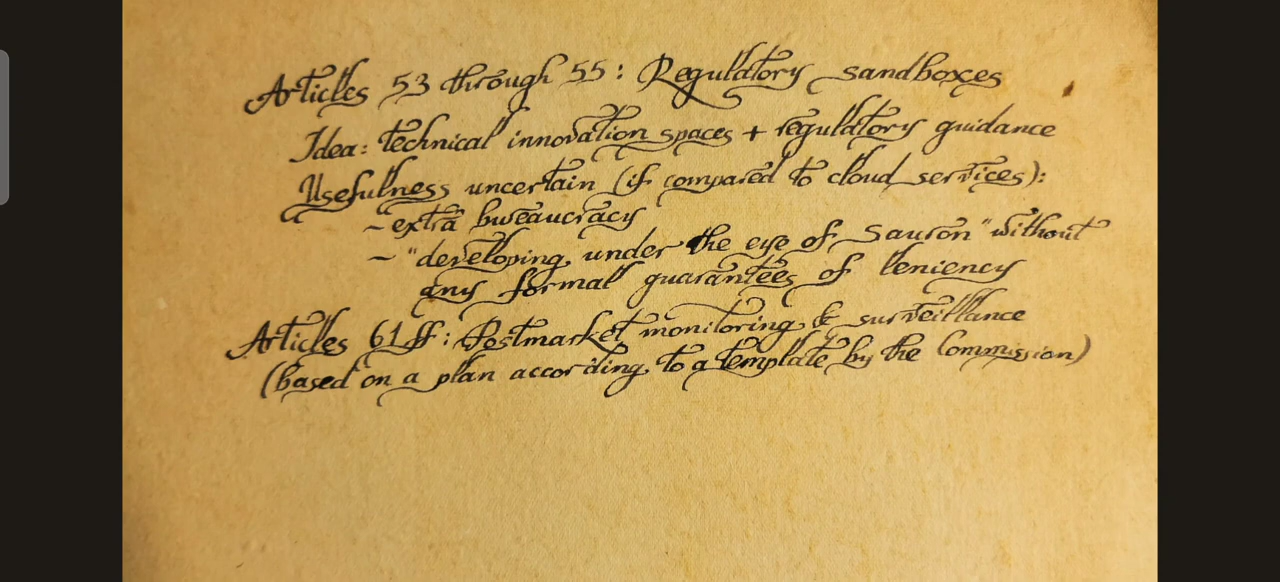 Articles 53 through 55: Regulatory sandboxes
Idea: technical innovation spaces + regulatory guidance
Usefulness uncertain (if compared to cloud services):
- extra bureaucracy
- "developing under the eye of Sauron" without
any formal guarantees of leniency
Articles 61ff: Postmarket monitoring & surveillance
(based on a plan according to a template by the Commission)